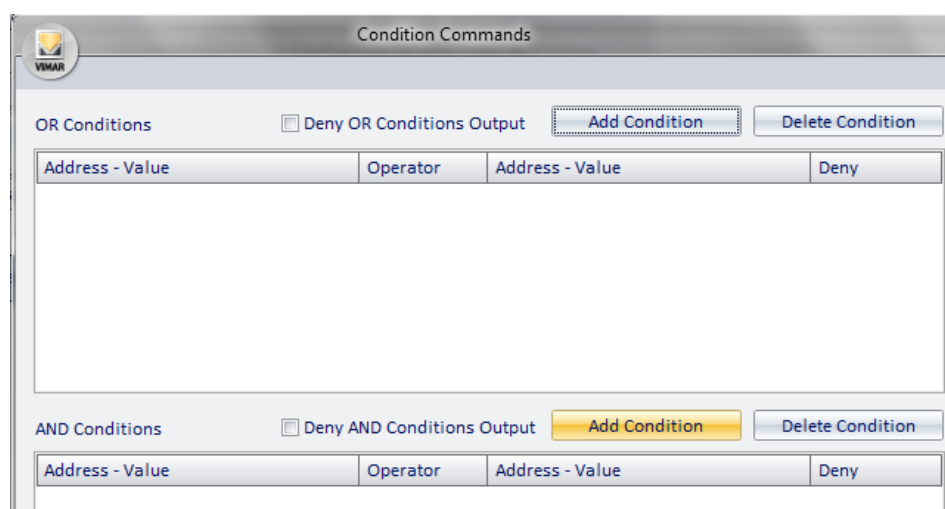 Condition Commands
VIMAR
OR Conditions Deny OR Conditions Output Add Condition Delete Condition
Address - Value Operator Address - Value Deny
AND Conditions Deny AND Conditions Output Add Condition Delete Condition
Address - Value Operator Address - Value Deny